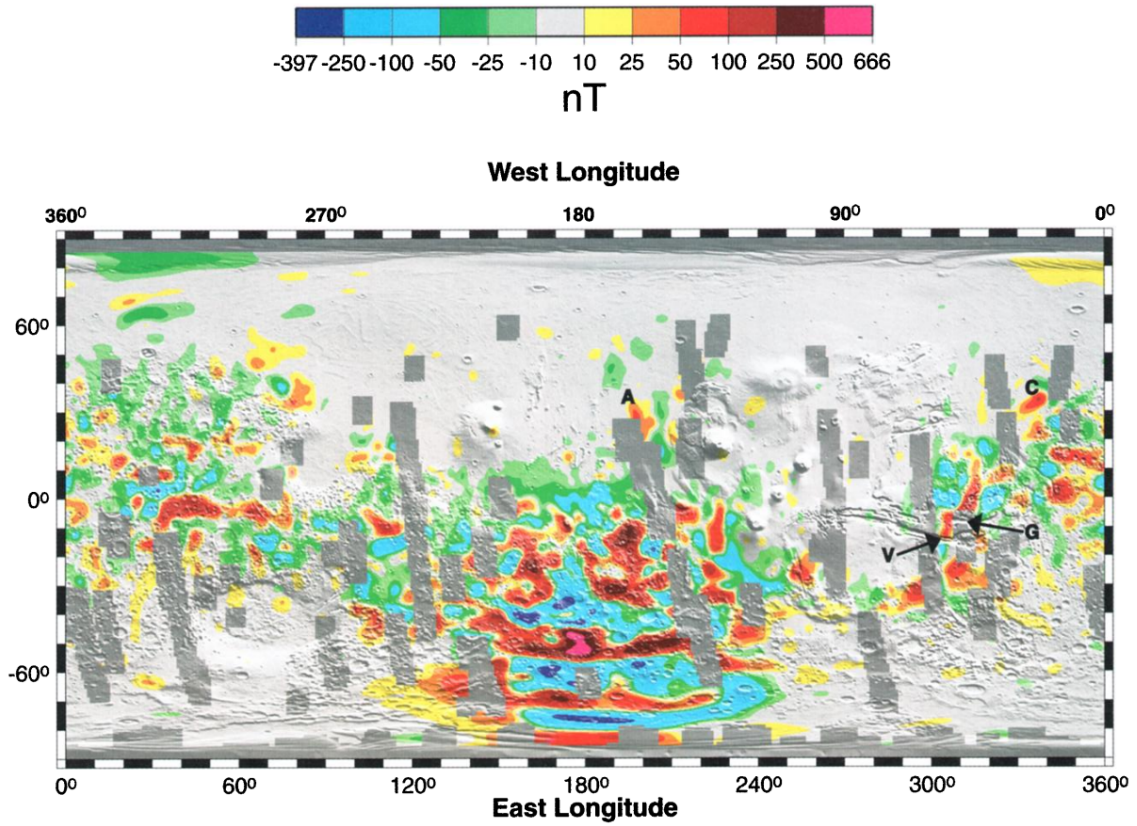 -397 -250 -100 -50 -25 -10 10 25 50 100 250 500 666
nT
West Longitude
360⁰ 270⁰ 180 90⁰ 0⁰
60⁰
A
C
0⁰
G
V
-60⁰
0⁰ 60⁰ 120⁰ 180⁰ 240⁰ 300⁰ 360⁰
East Longitude